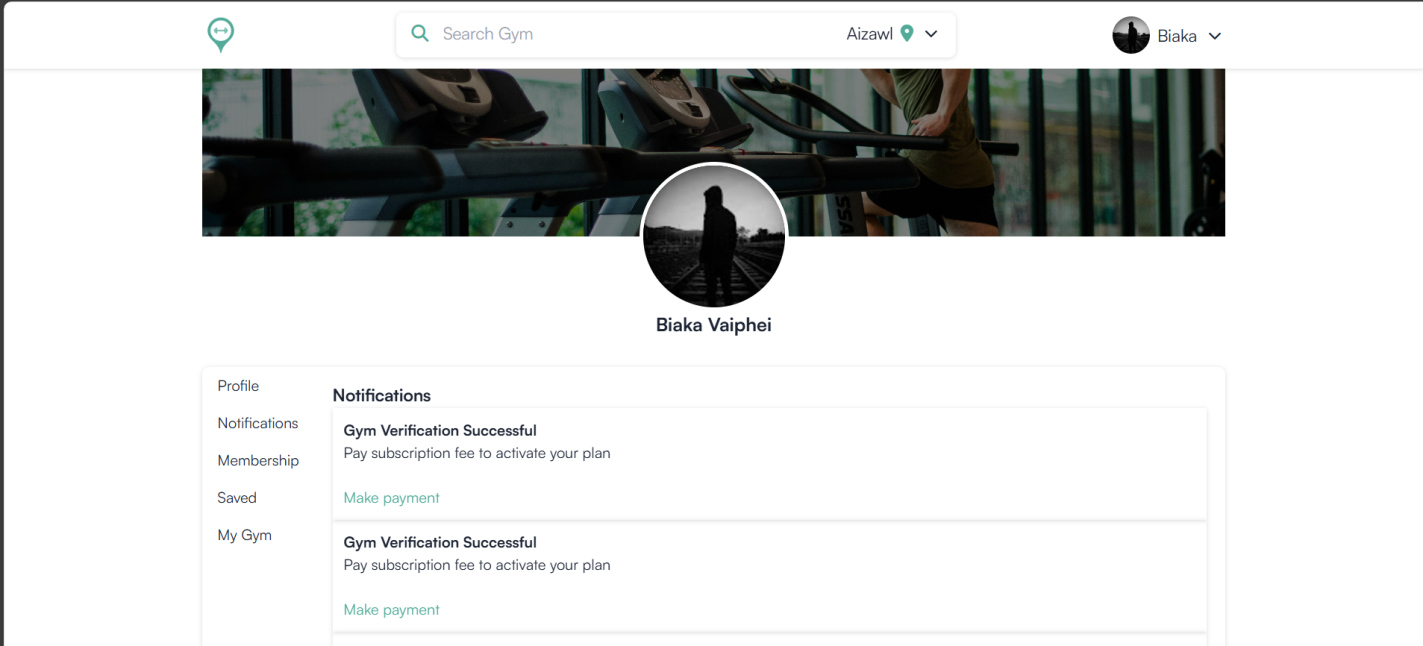 Search Gym
Aizawl
Biaka
Biaka Vaiphei
Profile
Notifications
Membership
Saved
My Gym
Notifications
Gym Verification Successful
Pay subscription fee to activate your plan
Make payment
Gym Verification Successful
Pay subscription fee to activate your plan
Make payment